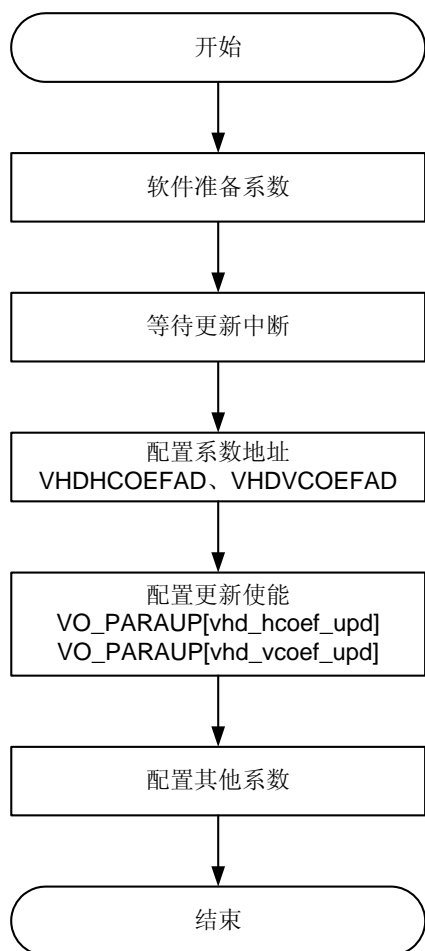 开始
软件准备系数
等待更新中断
配置系数地址
VHDHCOEFAD、VHDVCOEFAD
配置更新使能
VO_PARAUP[vhd_hcoef_upd]
VO_PARAUP[vhd_vcoef_upd]
配置其他系数
结束